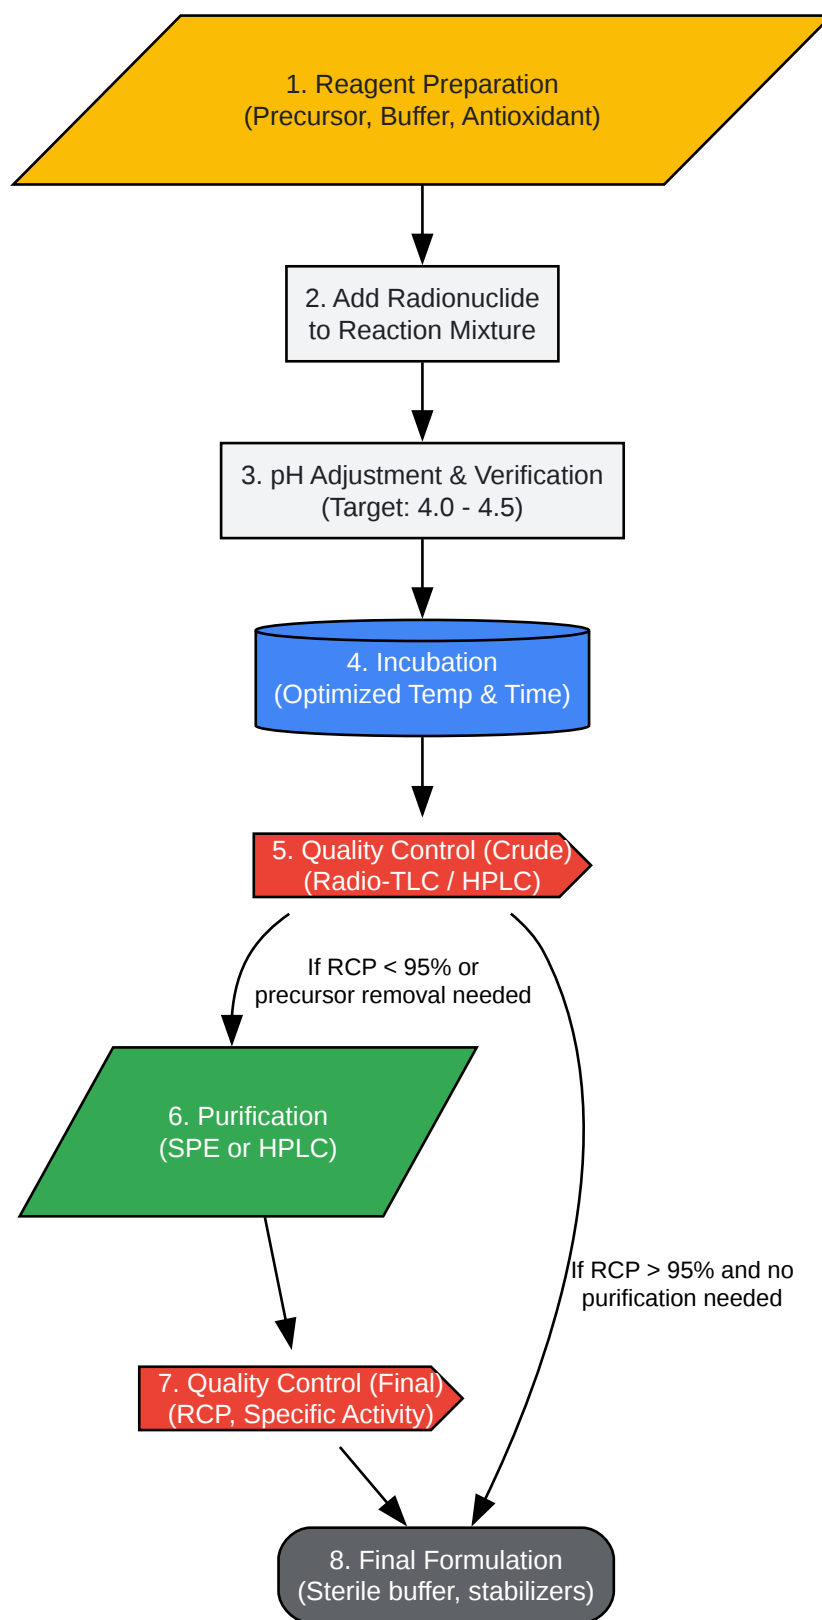 1. Reagent Preparation
(Precursor, Buffer, Antioxidant)
2. Add Radionuclide
to Reaction Mixture
3. pH Adjustment & Verification
(Target: 4.0 - 4.5)
4. Incubation
(Optimized Temp & Time)
5. Quality Control (Crude)
(Radio-TLC / HPLC)
If RCP < 95% or
precursor removal needed
6. Purification
(SPE or HPLC)
If RCP > 95% and no
purification needed
7. Quality Control (Final)
(RCP, Specific Activity)
8. Final Formulation
(Sterile buffer, stabilizers)